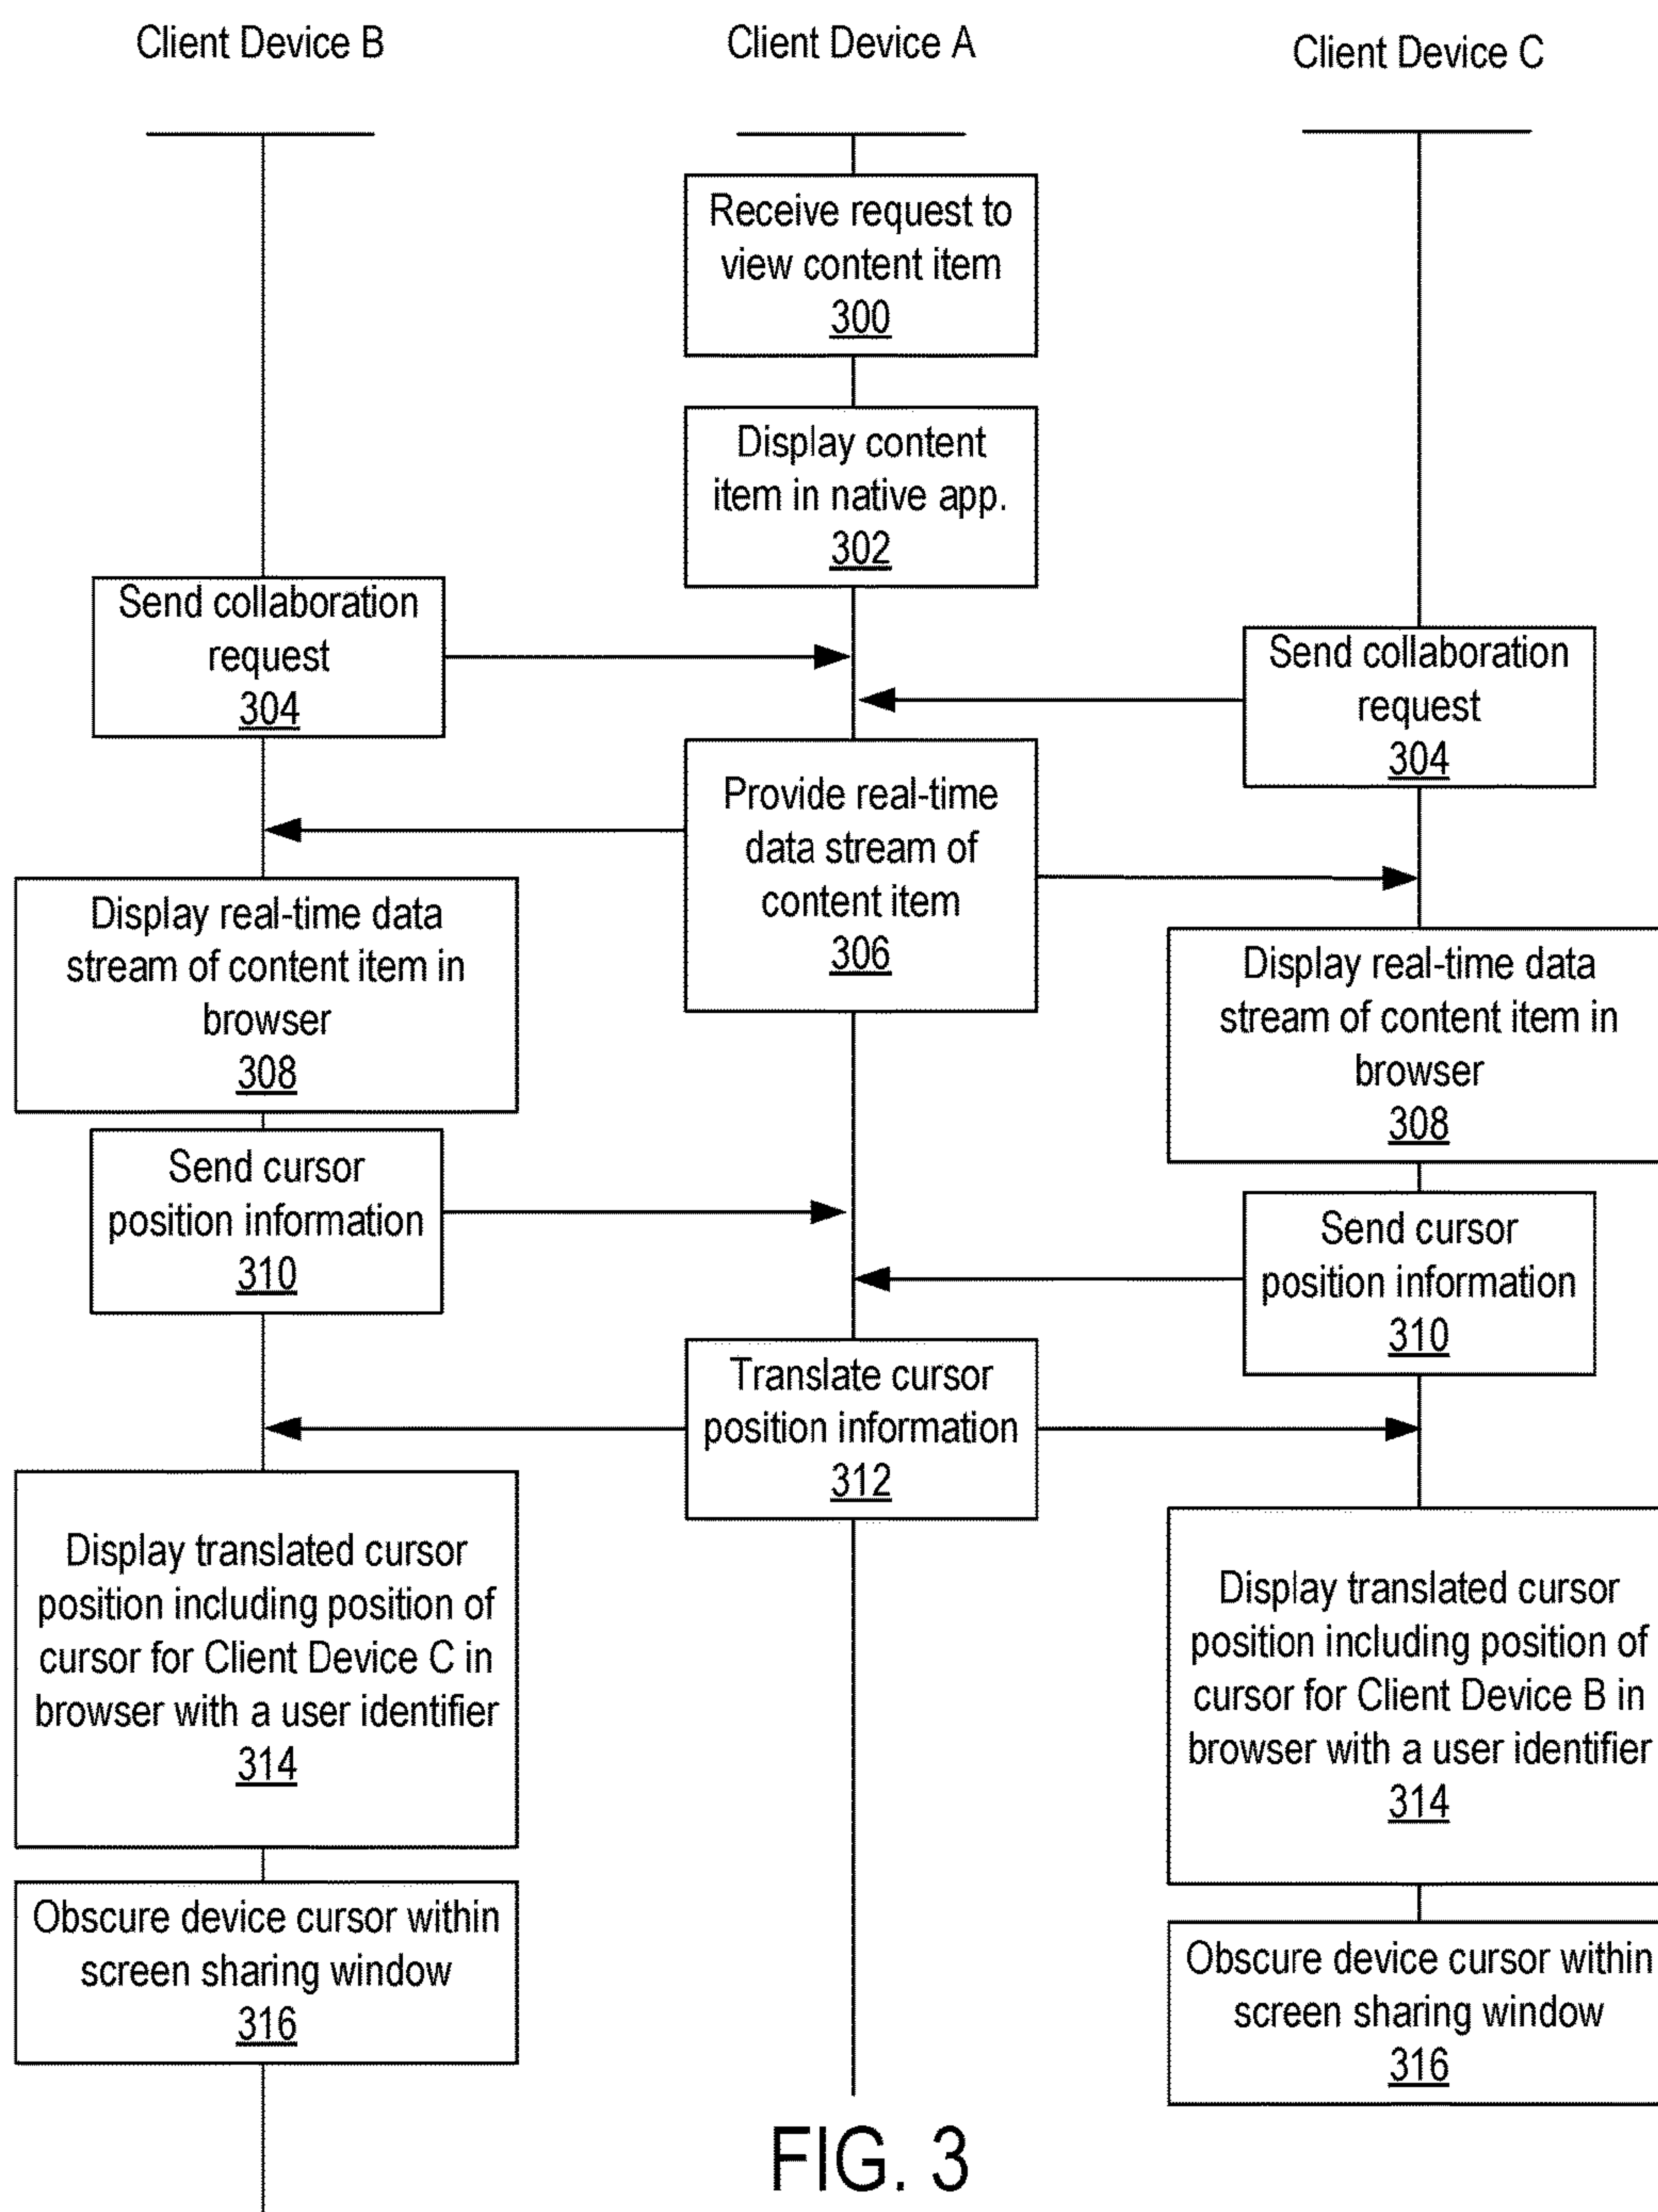 Client Device B
Client Device A
Client Device C
Receive request to
view content item
300
Display content
item in native app.
302
Send collaboration
request
304
Send collaboration
request
304
Provide real-time
data stream of
content item
306
Display real-time data
stream of content item in
browser
308
Display real-time data
stream of content item in
browser
308
Send cursor
position information
310
Send cursor
position information
310
Translate cursor
position information
312
Display translated cursor
position including position of
cursor for Client Device C in
browser with a user identifier
314
Display translated cursor
position including position of
cursor for Client Device B in
browser with a user identifier
314
Obscure device cursor within
screen sharing window
316
Obscure device cursor within
screen sharing window
316
FIG. 3